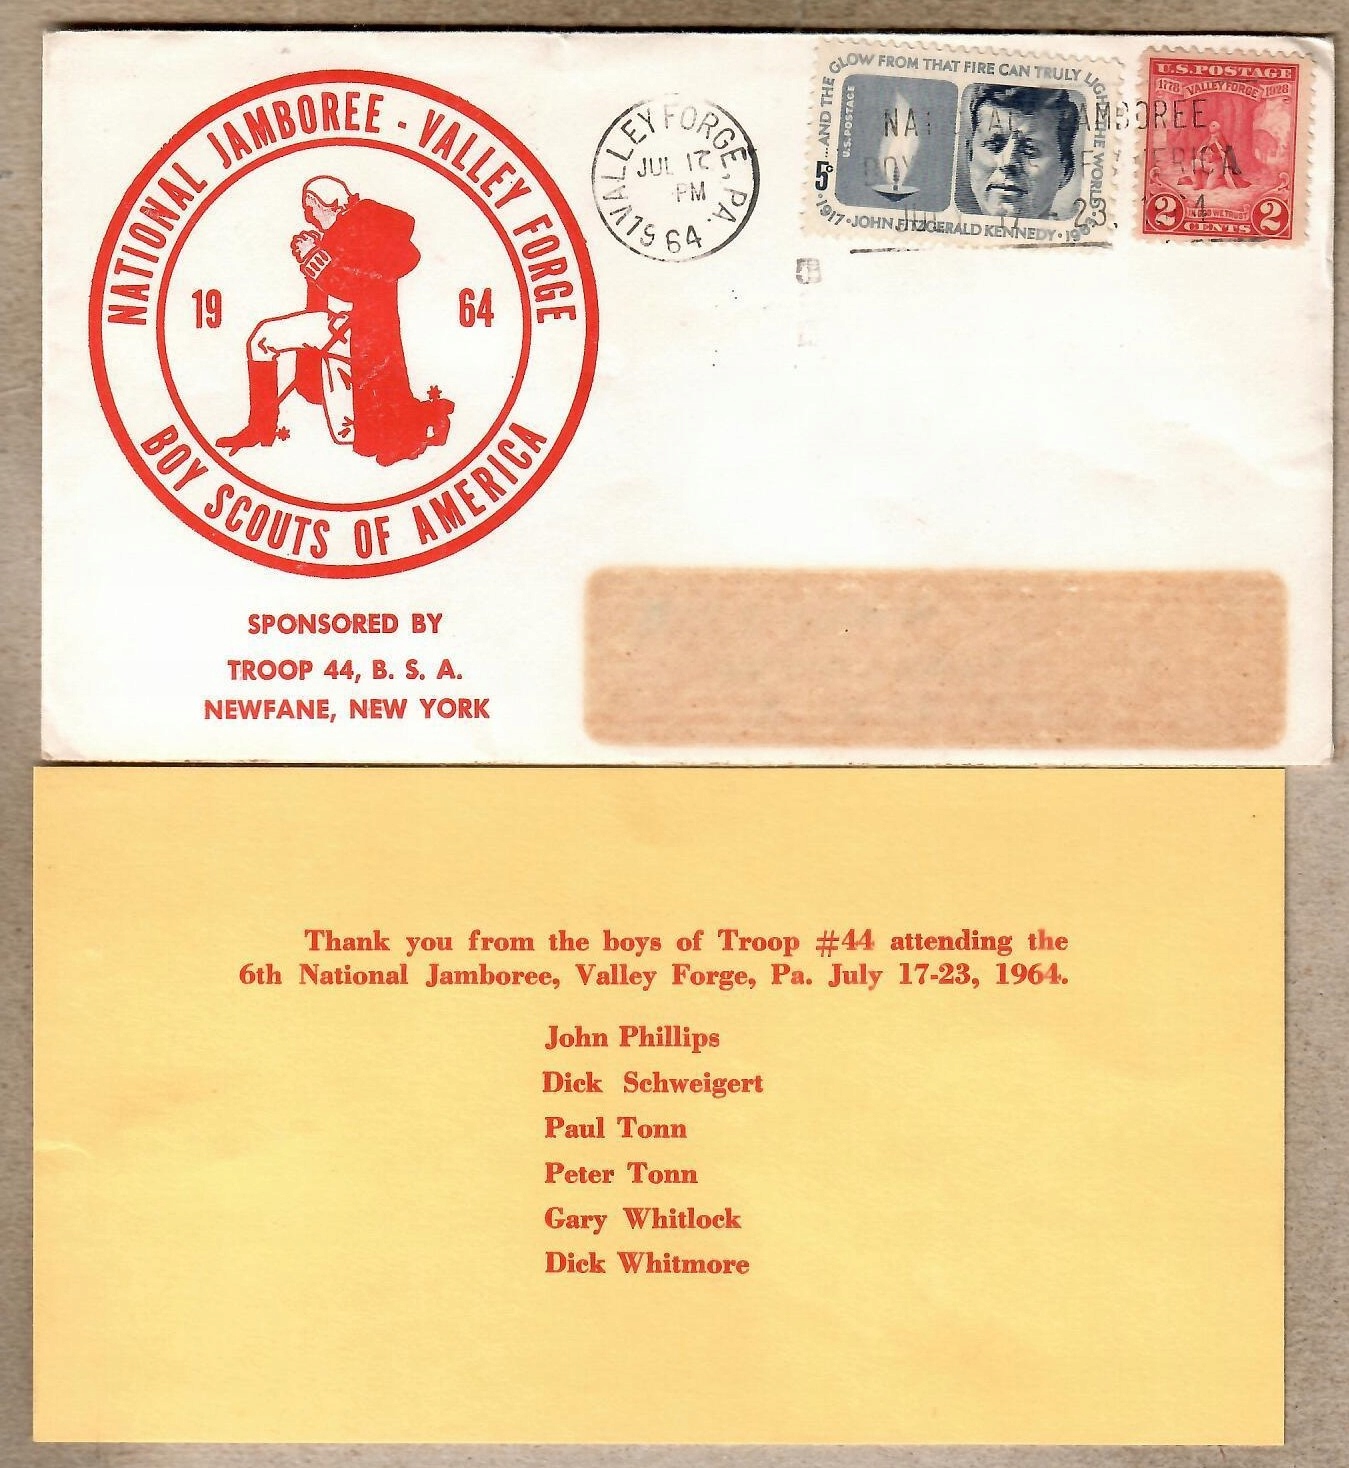 NATIONAL JAMBOREE - VALLEY FORGE
19 64
BOY SCOUTS OF AMERICA
SPONSORED BY
TROOP 44, B. S. A.
NEWFANE, NEW YORK
VALLEY FORGE, PA.
JUL 17
PM
1964
...AND THE GLOW FROM THAT FIRE CAN TRULY LIGHT THE WORLD
U.S. POSTAGE
5c
1917 · JOHN FITZGERALD KENNEDY · 1963
U.S. POSTAGE
1778 VALLEY FORGE 1928
IN GOD WE TRUST
2 CENTS 2
JAMBOREE
Thank you from the boys of Troop #44 attending the
6th National Jamboree, Valley Forge, Pa. July 17-23, 1964.
John Phillips
Dick Schweigert
Paul Tonn
Peter Tonn
Gary Whitlock
Dick Whitmore